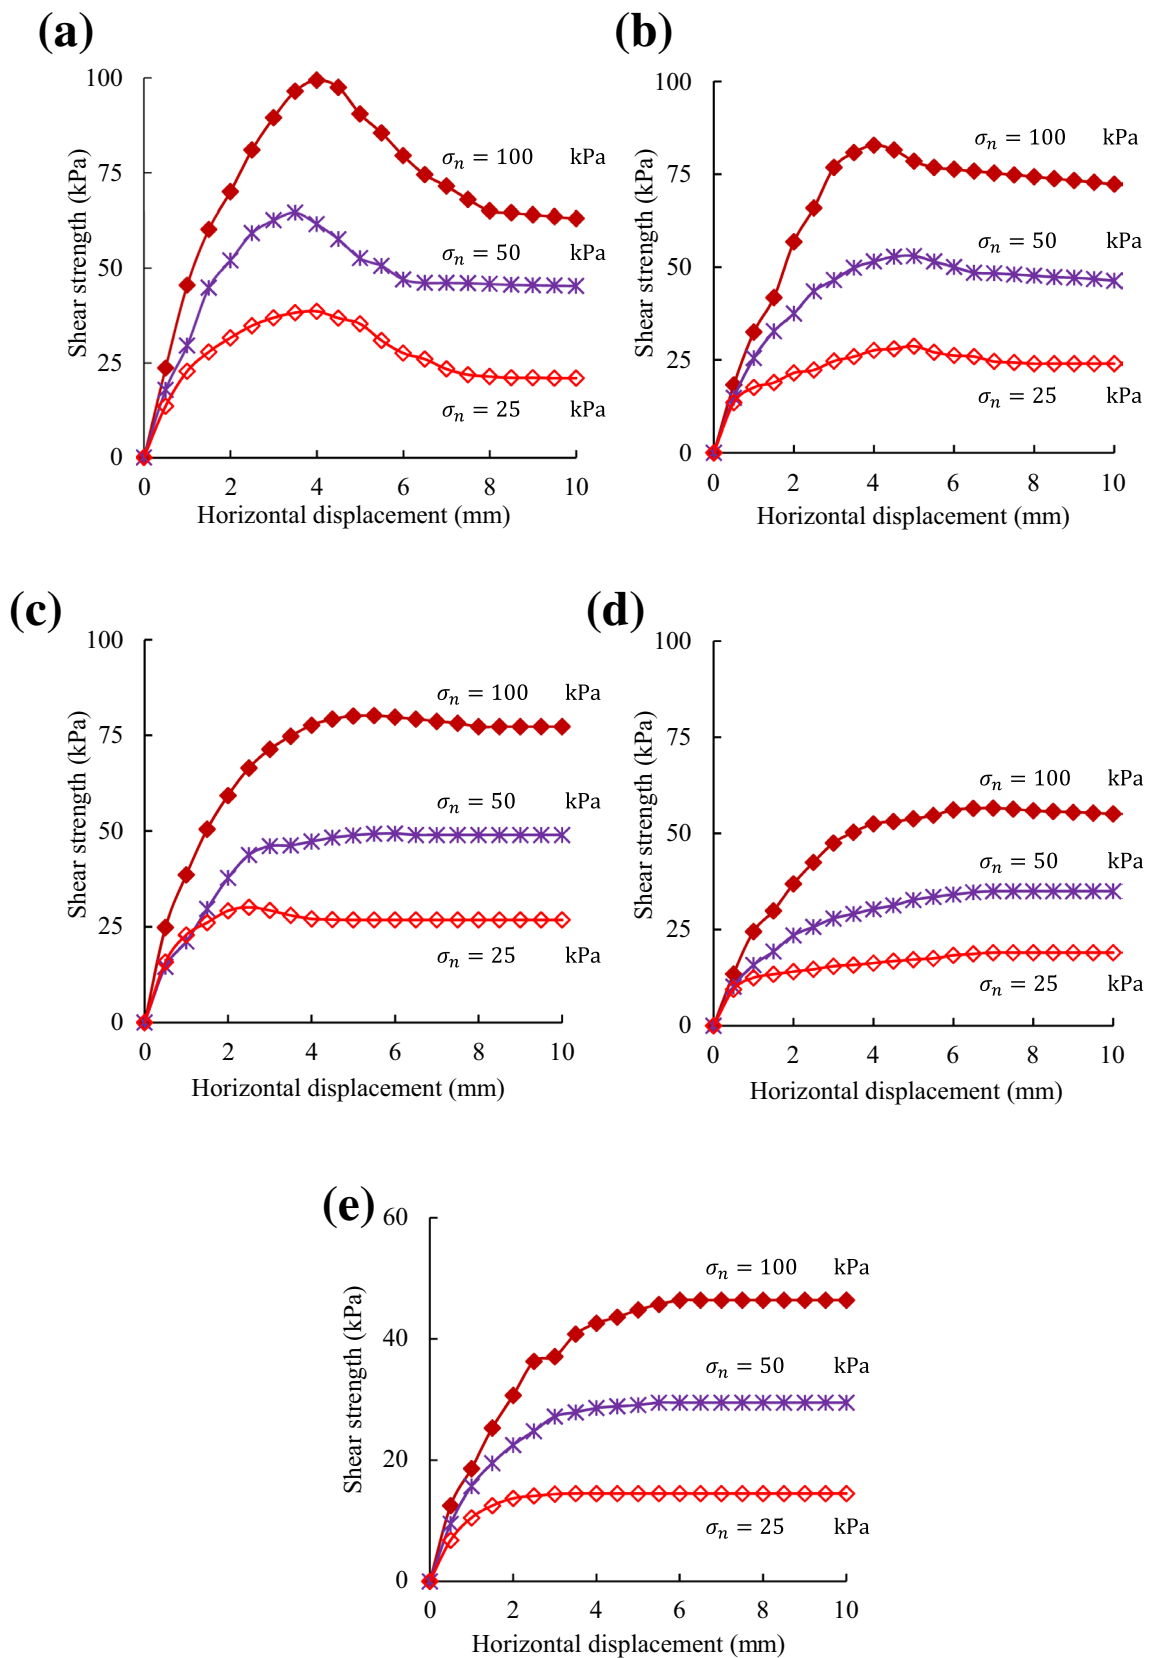 (a)
100
75
50
25
0
Shear strength (kPa)
σn = 100 kPa
σn = 50 kPa
σn = 25 kPa
0 2 4 6 8 10
Horizontal displacement (mm)
(b)
100
75
50
25
0
Shear strength (kPa)
σn = 100 kPa
σn = 50 kPa
σn = 25 kPa
0 2 4 6 8 10
Horizontal displacement (mm)
(c)
100
75
50
25
0
Shear strength (kPa)
σn = 100 kPa
σn = 50 kPa
σn = 25 kPa
0 2 4 6 8 10
Horizontal displacement (mm)
(d)
100
75
50
25
0
Shear strength (kPa)
σn = 100 kPa
σn = 50 kPa
σn = 25 kPa
0 2 4 6 8 10
Horizontal displacement (mm)
(e)
60
40
20
0
Shear strength (kPa)
σn = 100 kPa
σn = 50 kPa
σn = 25 kPa
0 2 4 6 8 10
Horizontal displacement (mm)